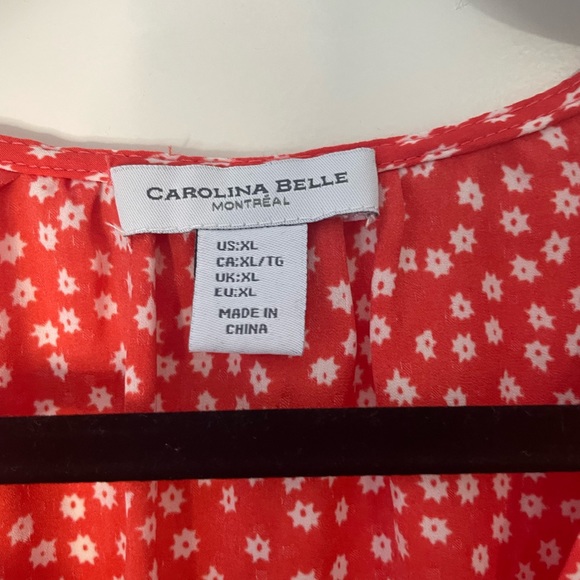 CAROLINA BELLE
MONTRÉAL
US:XL
CA:XL/TG
UK:XL
EU:XL
MADE IN
CHINA